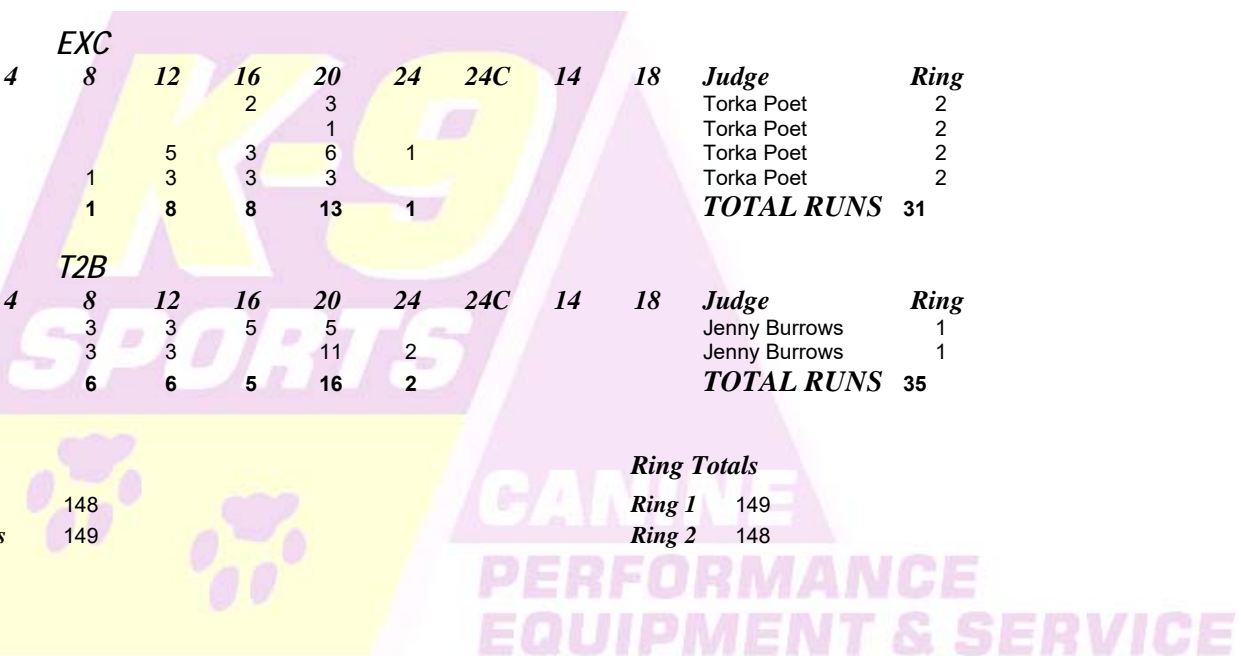 EXC
4 8 12 16 20 24 24C 14 18 Judge Ring
2 3 Torka Poet 2
1 Torka Poet 2
5 3 6 1 Torka Poet 2
1 3 3 3 Torka Poet 2
1 8 8 13 1 TOTAL RUNS 31
T2B
4 8 12 16 20 24 24C 14 18 Judge Ring
3 3 5 5 Jenny Burrows 1
3 3 11 2 Jenny Burrows 1
6 6 5 16 2 TOTAL RUNS 35
Ring Totals
148 Ring 1 149
s 149 Ring 2 148
K-9
SPORTS
CANINE
PERFORMANCE
EQUIPMENT & SERVICE